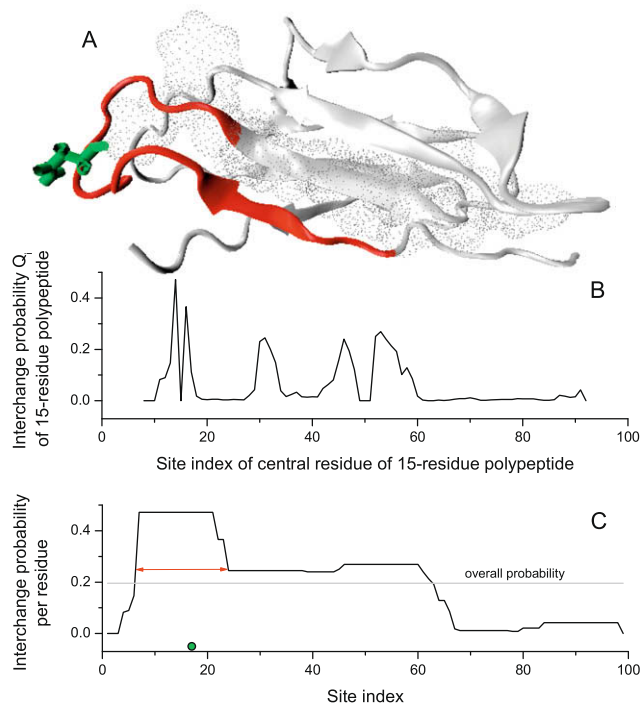 A
B
Interchange probability Qi
of 15-residue polypeptide
0.4
0.2
0.0
0 20 40 60 80 100
Site index of central residue of 15-residue polypeptide
C
Interchange probability
per residue
0.4
0.2
0.0
overall probability
0 20 40 60 80 100
Site index